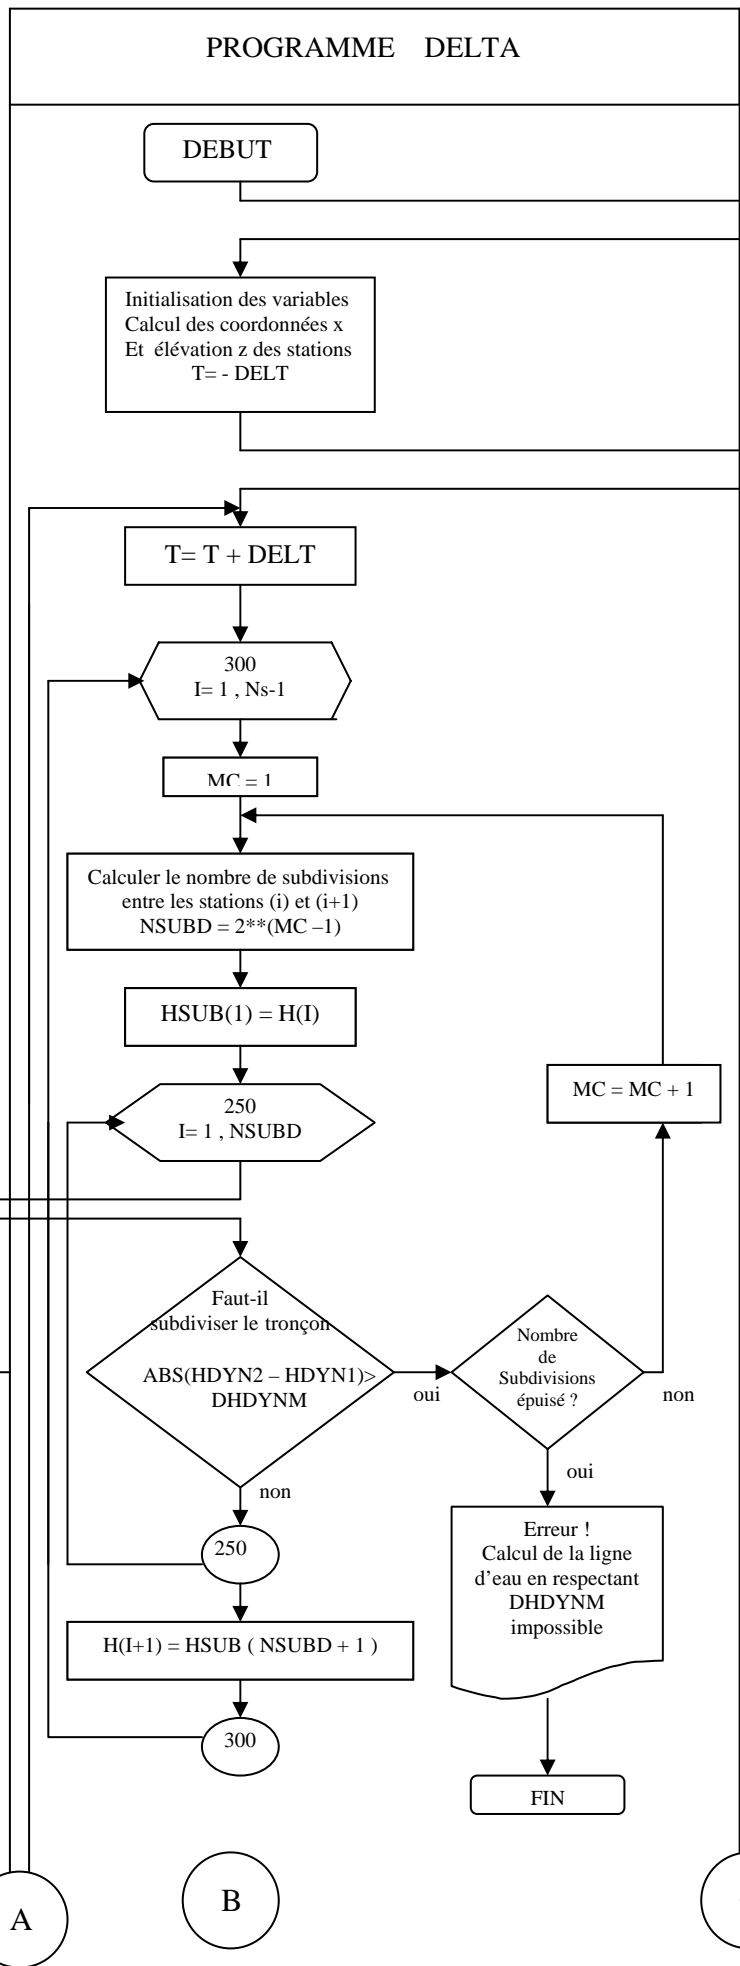 PROGRAMME DELTA
DEBUT
Initialisation des variables
Calcul des coordonnées x
Et élévation z des stations
T= - DELT
T= T + DELT
300
I= 1 , Ns-1
MC = 1
Calculer le nombre de subdivisions
entre les stations (i) et (i+1)
NSUBD = 2**(MC –1)
HSUB(1) = H(I)
MC = MC + 1
250
I= 1 , NSUBD
Faut-il
subdiviser le tronçon
ABS(HDYN2 – HDYN1)>
DHDYNM
oui
Nombre
de
Subdivisions
épuisé ?
non
oui
non
250
Erreur !
Calcul de la ligne
d'eau en respectant
DHDYNM
impossible
H(I+1) = HSUB ( NSUBD + 1 )
300
FIN
A
B